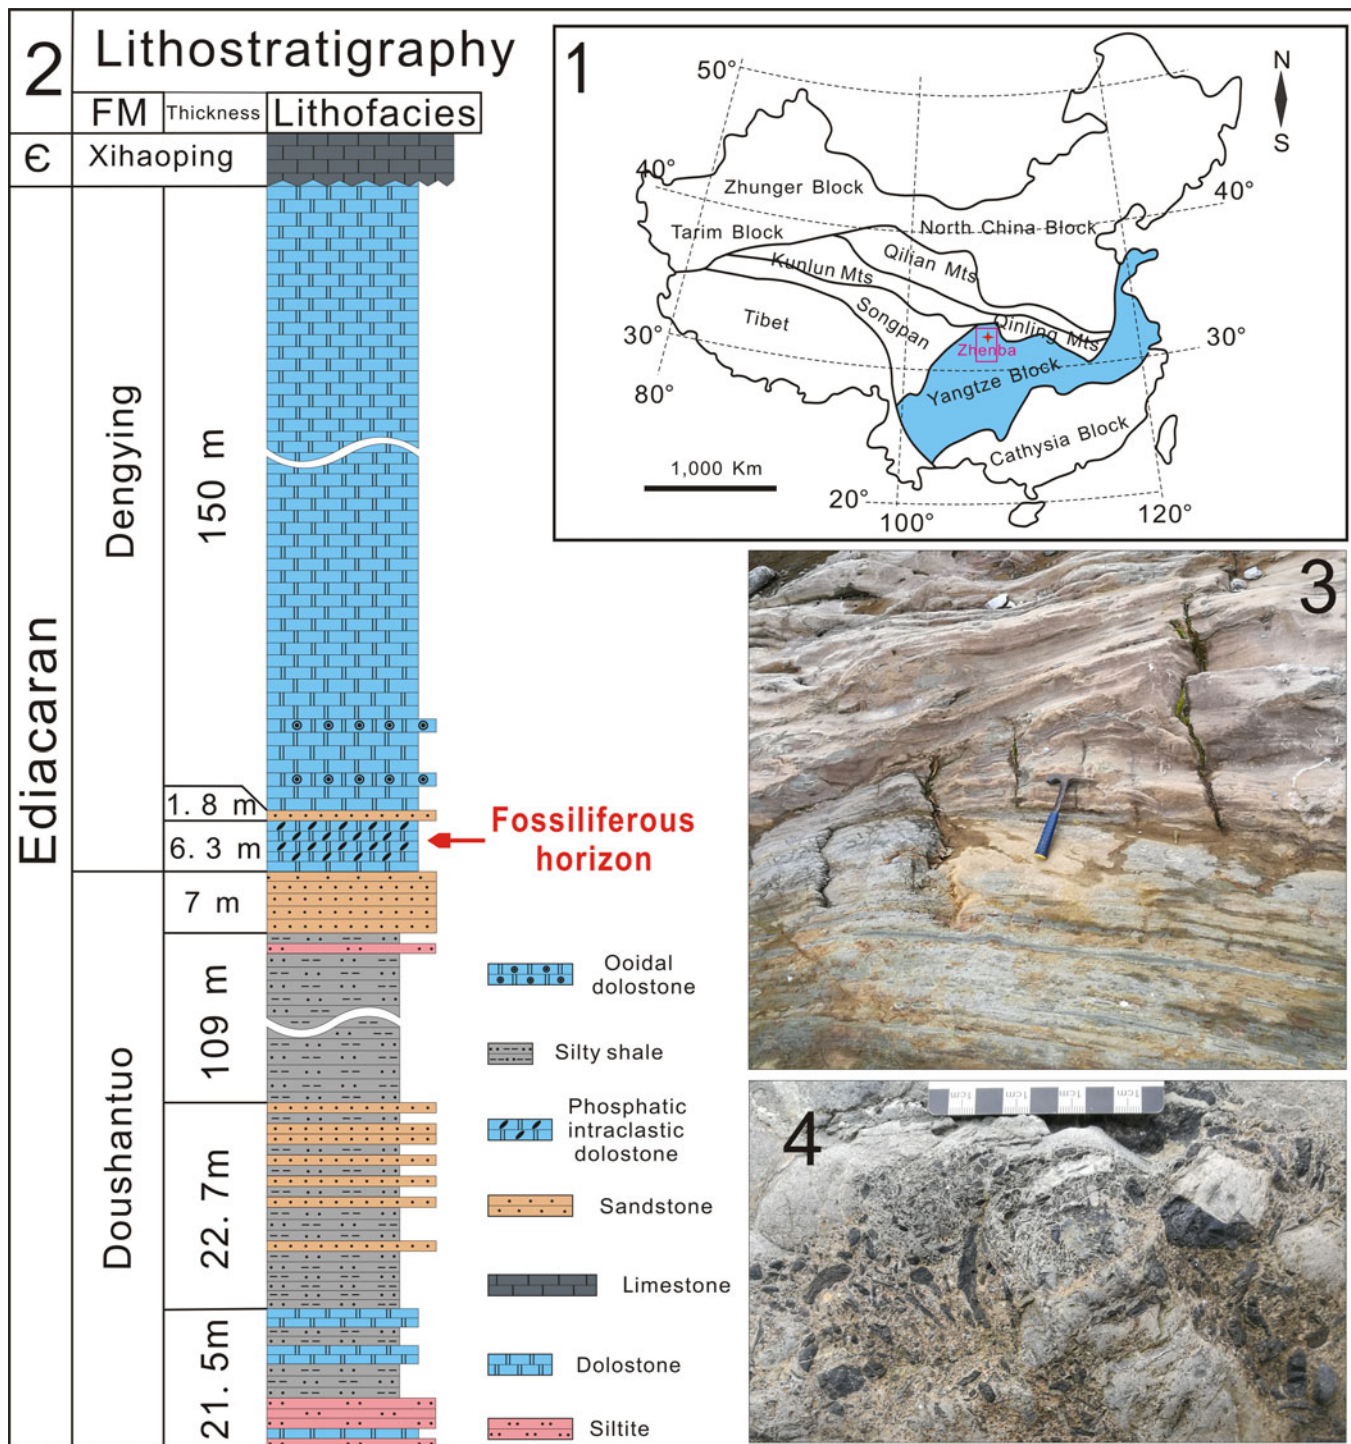 2
Lithostratigraphy
FM
Thickness
Lithofacies
Є
Xihaoping
Ediacaran
Dengying
150 m
1. 8 m
6. 3 m
Fossiliferous
horizon
Doushantuo
7 m
109 m
22. 7m
21. 5m
Ooidal
dolostone
Silty shale
Phosphatic
intraclastic
dolostone
Sandstone
Limestone
Dolostone
Siltite
1
N
S
50°
40°
40°
30°
30°
80°
20°
100°
120°
Zhunger Block
Tarim Block
North China Block
Kunlun Mts
Qilian Mts
Songpan
Tibet
Qinling Mts
Zhenba
Yangtze Block
Cathysia Block
1,000 Km
3
4
1cm
1cm
1cm
1cm